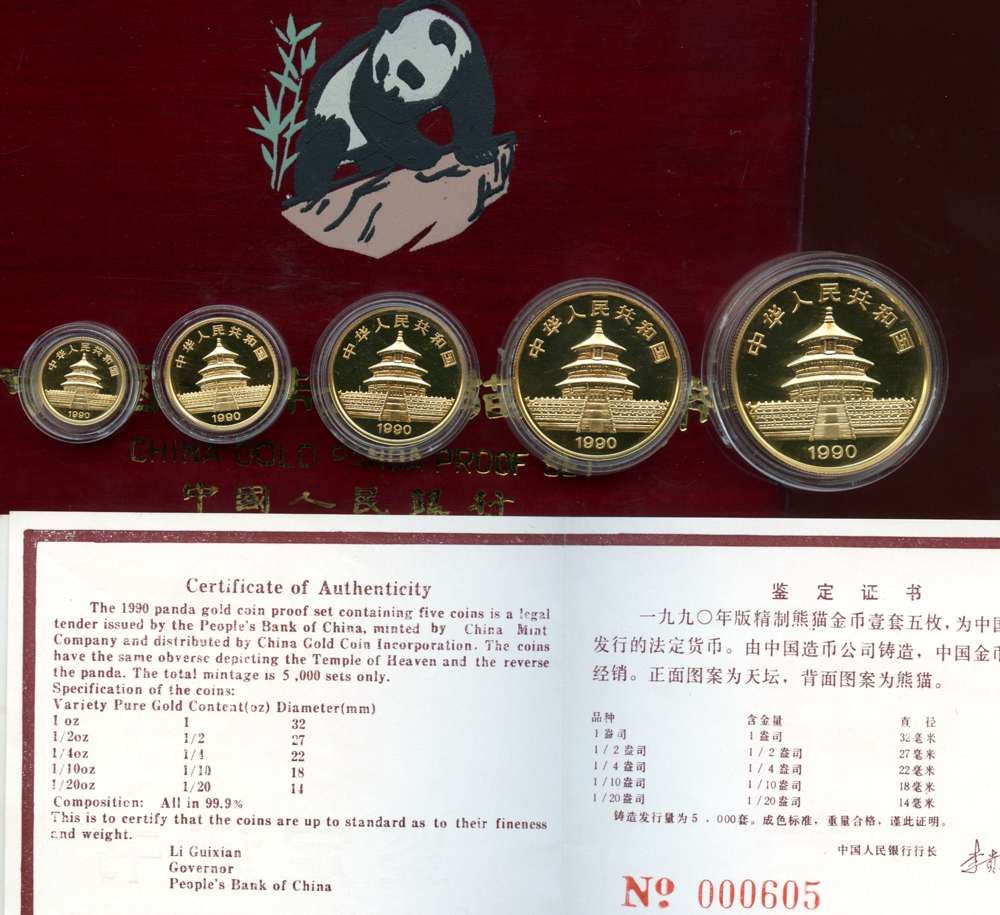 中华人民共和国
1990
中华人民共和国
1990
中华人民共和国
1990
中华人民共和国
1990
中华人民共和国
1990
CHINA GOLD PROOF SET
中國人民銀行
Certificate of Authenticity
The 1990 panda gold coin proof set containing five coins is a legal
tender issued by the People's Bank of China, minted by China Mint
Company and distributed by China Gold Coin Incorporation. The coins
have the same obverse depicting the Temple of Heaven and the reverse
the panda. The total mintage is 5,000 sets only.
Specification of the coins:
Variety Pure Gold Content(oz) Diameter(mm)
1 oz 1 32
1/2oz 1/2 27
1/4oz 1/4 22
1/10oz 1/10 18
1/20oz 1/20 14
Composition: All in 99.9%
This is to certify that the coins are up to standard as to their fineness
and weight.
Li Guixian
Governor
People's Bank of China
鉴定证书
一九九〇年版精制熊猫金币壹套五枚，为中国
发行的法定货币。由中国造币公司铸造，中国金币
经销。正面图案为天坛，背面图案为熊猫。
品种 含金量 直径
1盎司 1盎司 32毫米
1/2盎司 1/2盎司 27毫米
1/4盎司 1/4盎司 22毫米
1/10盎司 1/10盎司 18毫米
1/20盎司 1/20盎司 14毫米
铸造发行量为5,000套。成色标准，重量合格，谨此证明。
中国人民银行行长
Nº 000605